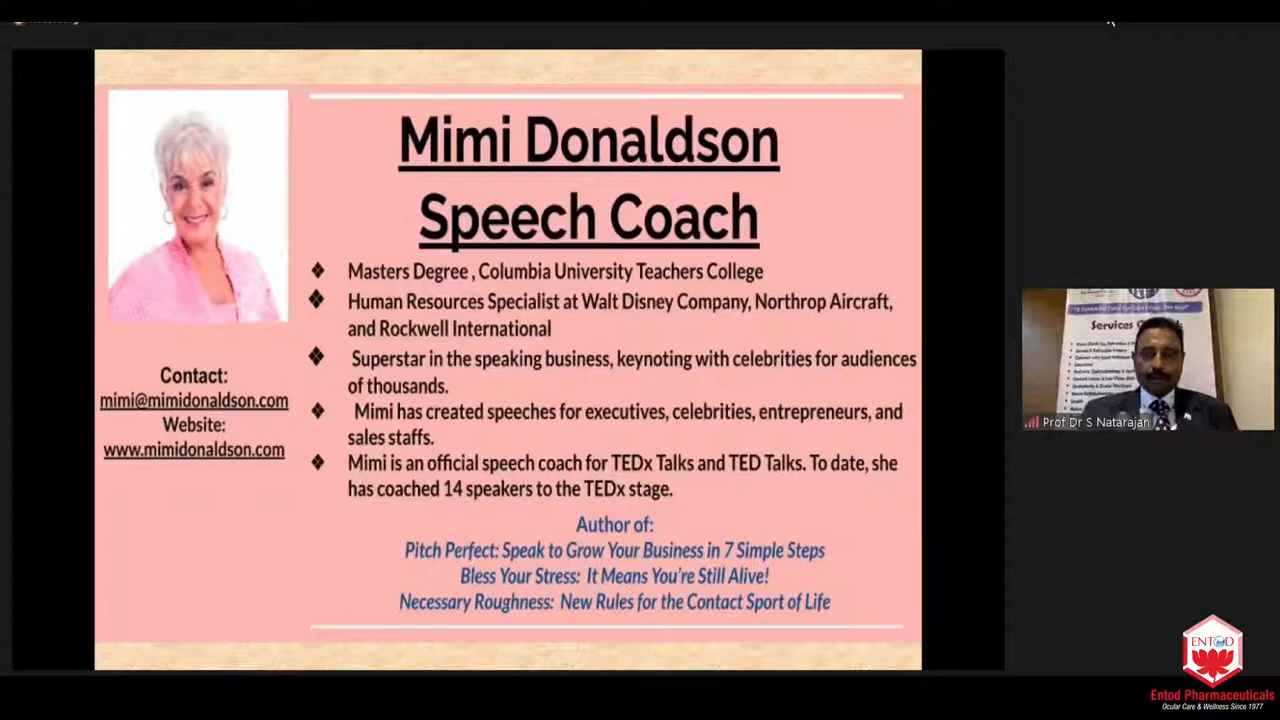 Mimi Donaldson
Speech Coach
❖ Masters Degree , Columbia University Teachers College
❖ Human Resources Specialist at Walt Disney Company, Northrop Aircraft,
and Rockwell International
❖ Superstar in the speaking business, keynoting with celebrities for audiences
of thousands.
❖ Mimi has created speeches for executives, celebrities, entrepreneurs, and
sales staffs.
❖ Mimi is an official speech coach for TEDx Talks and TED Talks. To date, she
has coached 14 speakers to the TEDx stage.
Author of:
Pitch Perfect: Speak to Grow Your Business in 7 Simple Steps
Bless Your Stress: It Means You're Still Alive!
Necessary Roughness: New Rules for the Contact Sport of Life
Contact:
mimi@mimidonaldson.com
Website:
www.mimidonaldson.com
Services
Prof Dr S Natarajan
ENTOD
Entod Pharmaceuticals
Ocular Care & Wellness Since 1977